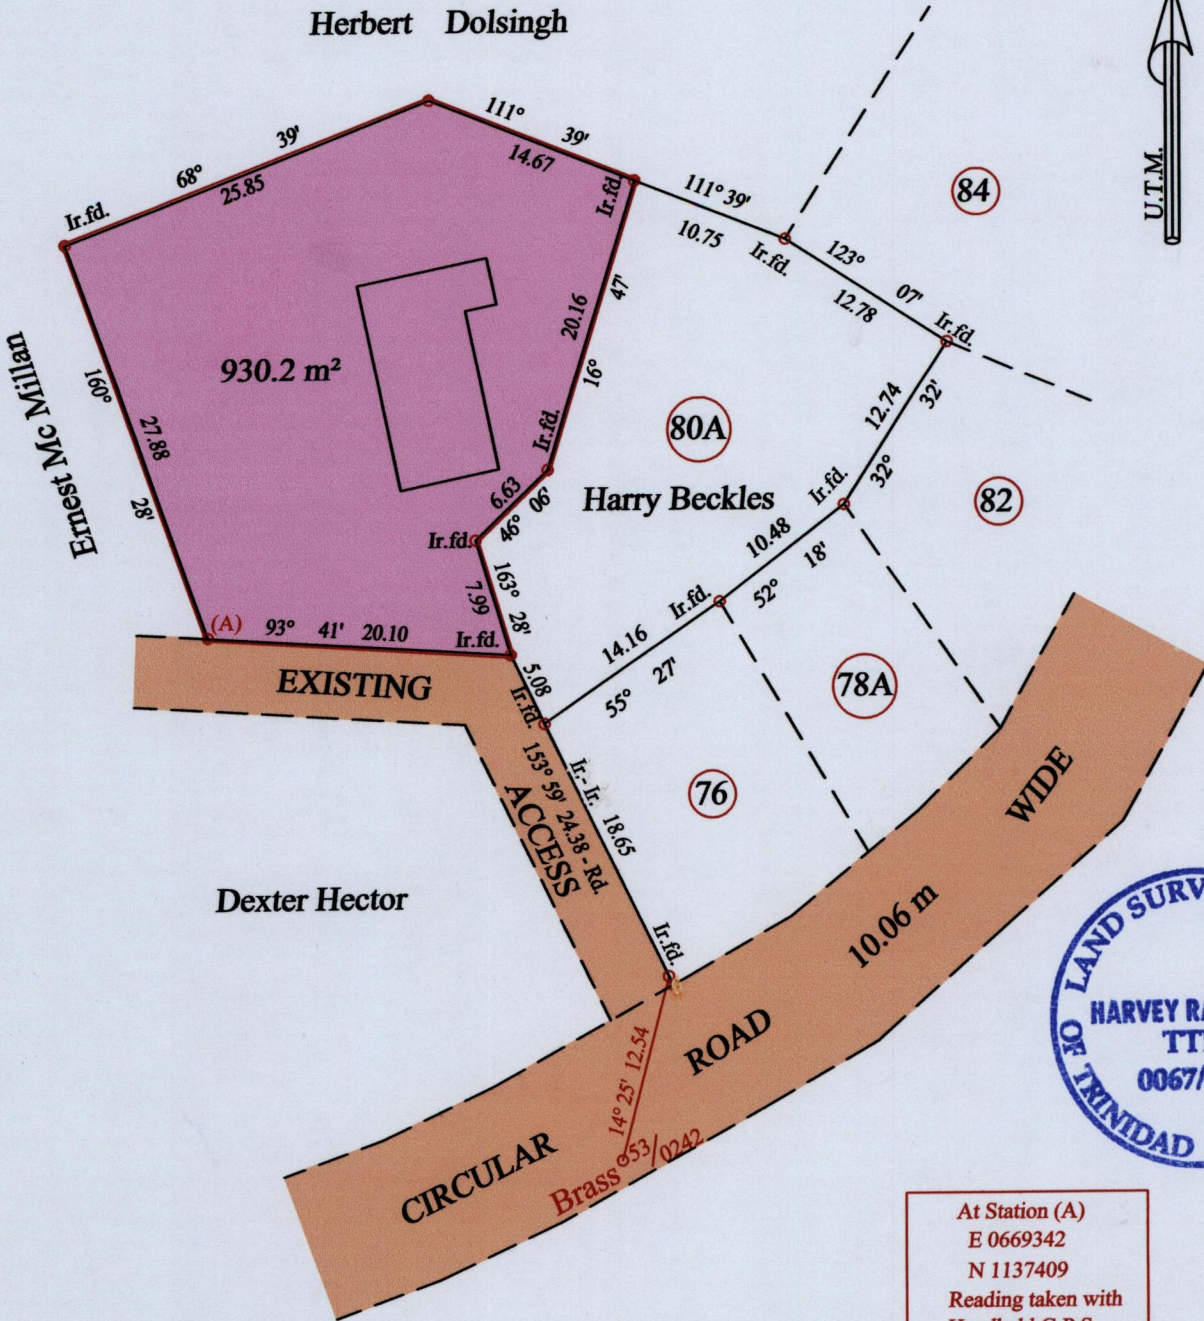 Herbert Dolsingh
U.T.M.
68° 39'
25.85
111° 39'
14.67
Ir.fd.
Ir.fd.
111° 39'
10.75
Ir.fd.
84
123° 07'
12.78
Ir.fd.
Ernest Mc Millan
160° 28'
27.88
930.2 m²
20.16
16° 47'
Ir.fd.
80A
Harry Beckles
12.74
32° 32'
Ir.fd.
82
6.63
46° 06'
Ir.fd.
10.48
52° 18'
Ir.fd.
163° 28'
7.99
(A)
93° 41' 20.10
Ir.fd.
14.16
55° 27'
78A
EXISTING
5.08
Ir.fd.
76
Ir.- Ir. 18.65
153° 59' 24.38 - Rd.
ACCESS
Dexter Hector
Ir.fd.
WIDE
10.06 m
ROAD
CIRCULAR
14° 25' 12.54
Brass 53/0242
LAND SURV
HARVEY RA
TT
0067/
OF TRINIDAD
At Station (A)
E 0669342
N 1137409
Reading taken with